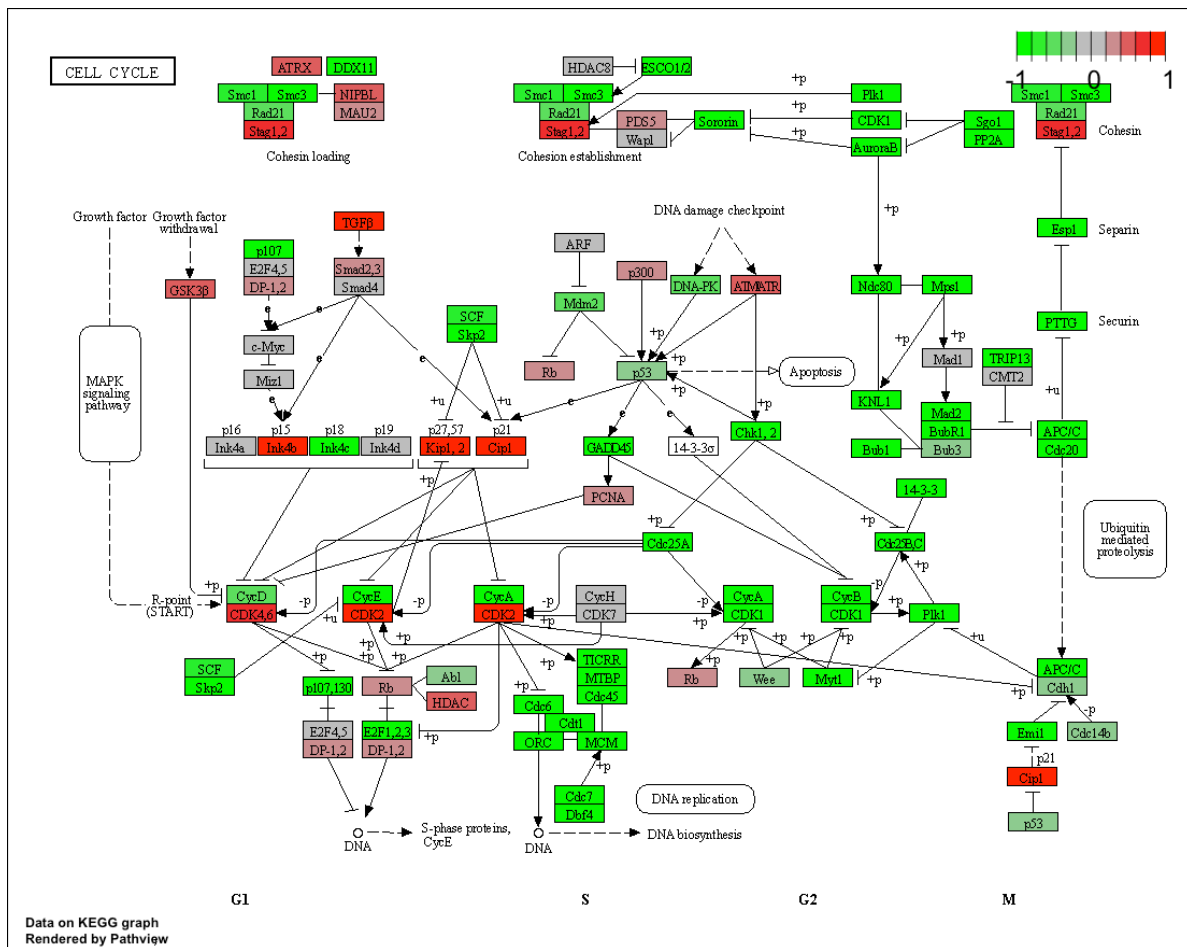 CELL CYCLE
ATRX
DDX11
Smc1
Smc3
NIPBL
Rad21
MAU2
Stag1,2
Cohesin loading
HDAC8
ESCO1/2
Smc1
Smc3
Rad21
Stag1,2
PDS5
Wapl
Sororin
Cohesion establishment
+p
Plk1
+p
CDK1
+p
AuroraB
Sgo1
PP2A
-1
0
1
Smc1
Smc3
Rad21
Stag1,2
Cohesin
Growth factor
Growth factor
withdrawal
GSK3β
TGFβ
p107
E2F4,5
DP-1,2
Smad2,3
Smad4
e
e
c-Myc
e
Miz1
e
e
SCF
Skp2
+u
+u
DNA damage checkpoint
ARF
p300
DNA-PK
ATMATR
Mdm2
Rb
+p
+p
+p
p53
Apoptosis
e
e
e
+p
+p
Espl
Separin
Ndc80
Mps1
+p
+p
PTTG
Securin
Mad1
TRIP13
CMT2
+u
KNL1
Mad2
BubR1
Bub3
Bub1
APC/C
Cdc20
MAPK
signaling
pathway
p16
p15
p18
p19
Ink4a
Ink4b
Ink4c
Ink4d
p27,57
p21
Kip1, 2
Cip1
+p
GADD45
14-3-3σ
Chk1, 2
PCNA
14-3-3
+p
Cdc25A
+p
Cdc25B,C
Ubiquitin
mediated
proteolysis
R-point
(START)
+p
CycD
CDK4,6
-p
CycE
CDK2
-p
+u
CycA
CDK2
-p
+p
CycH
CDK7
-p
+p
CycA
CDK1
CycB
CDK1
-p
+p
+p
Plk1
+u
SCF
Skp2
+p
+p
+p
+p
p107,130
Rb
Abl
HDAC
+p
TICRR
MTBP
Cdc45
+p
Rb
+p
Wee
+p
Myt1
+p
+p
APC/C
Cdh1
-p
E2F4,5
DP-1,2
E2F1,2,3
DP-1,2
+p
Cdc6
Cdt1
ORC
MCM
+p
Cdc7
Dbf4
Emi1
Cdc14b
p21
Cip1
p53
DNA replication
DNA
S-phase proteins,
CycE
DNA
DNA biosynthesis
G1
S
G2
M
Data on KEGG graph
Rendered by Pathview